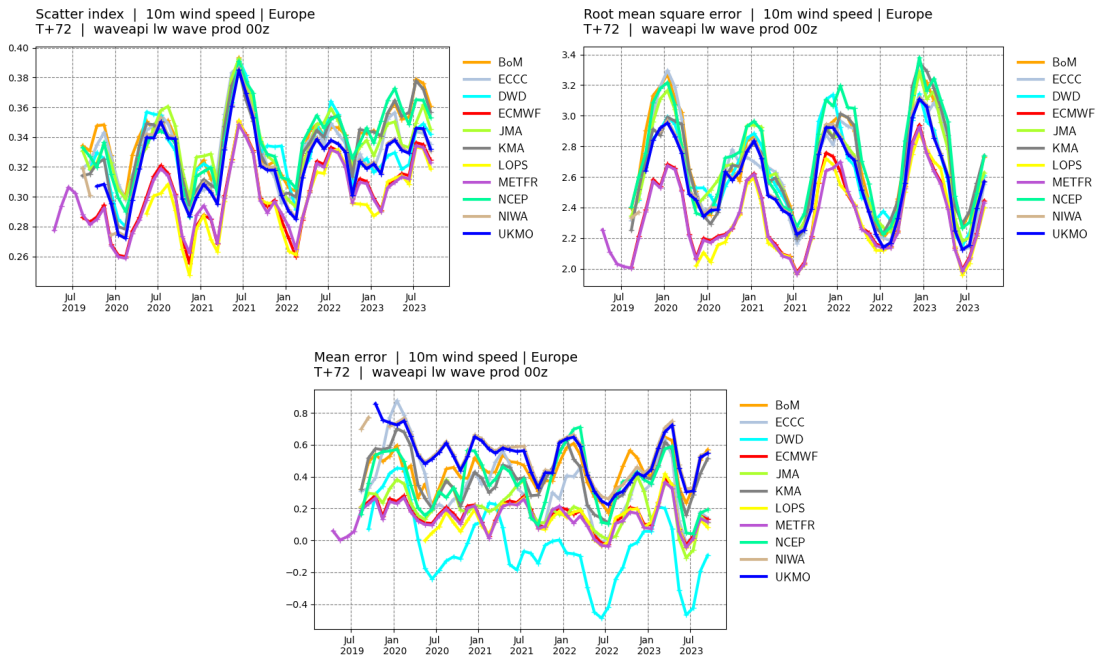 Scatter index | 10m wind speed | Europe
T+72 | waveapi lw wave prod 00z
0.40
0.38
0.36
0.34
0.32
0.30
0.28
0.26
Jul
2019
Jan
2020
Jul
2020
Jan
2021
Jul
2021
Jan
2022
Jul
2022
Jan
2023
Jul
2023
BoM
ECCC
DWD
ECMWF
JMA
KMA
LOPS
METFR
NCEP
NIWA
UKMO
Root mean square error | 10m wind speed | Europe
T+72 | waveapi lw wave prod 00z
3.4
3.2
3.0
2.8
2.6
2.4
2.2
2.0
Jul
2019
Jan
2020
Jul
2020
Jan
2021
Jul
2021
Jan
2022
Jul
2022
Jan
2023
Jul
2023
BoM
ECCC
DWD
ECMWF
JMA
KMA
LOPS
METFR
NCEP
NIWA
UKMO
Mean error | 10m wind speed | Europe
T+72 | waveapi lw wave prod 00z
0.8
0.6
0.4
0.2
0.0
−0.2
−0.4
Jul
2019
Jan
2020
Jul
2020
Jan
2021
Jul
2021
Jan
2022
Jul
2022
Jan
2023
Jul
2023
BoM
ECCC
DWD
ECMWF
JMA
KMA
LOPS
METFR
NCEP
NIWA
UKMO